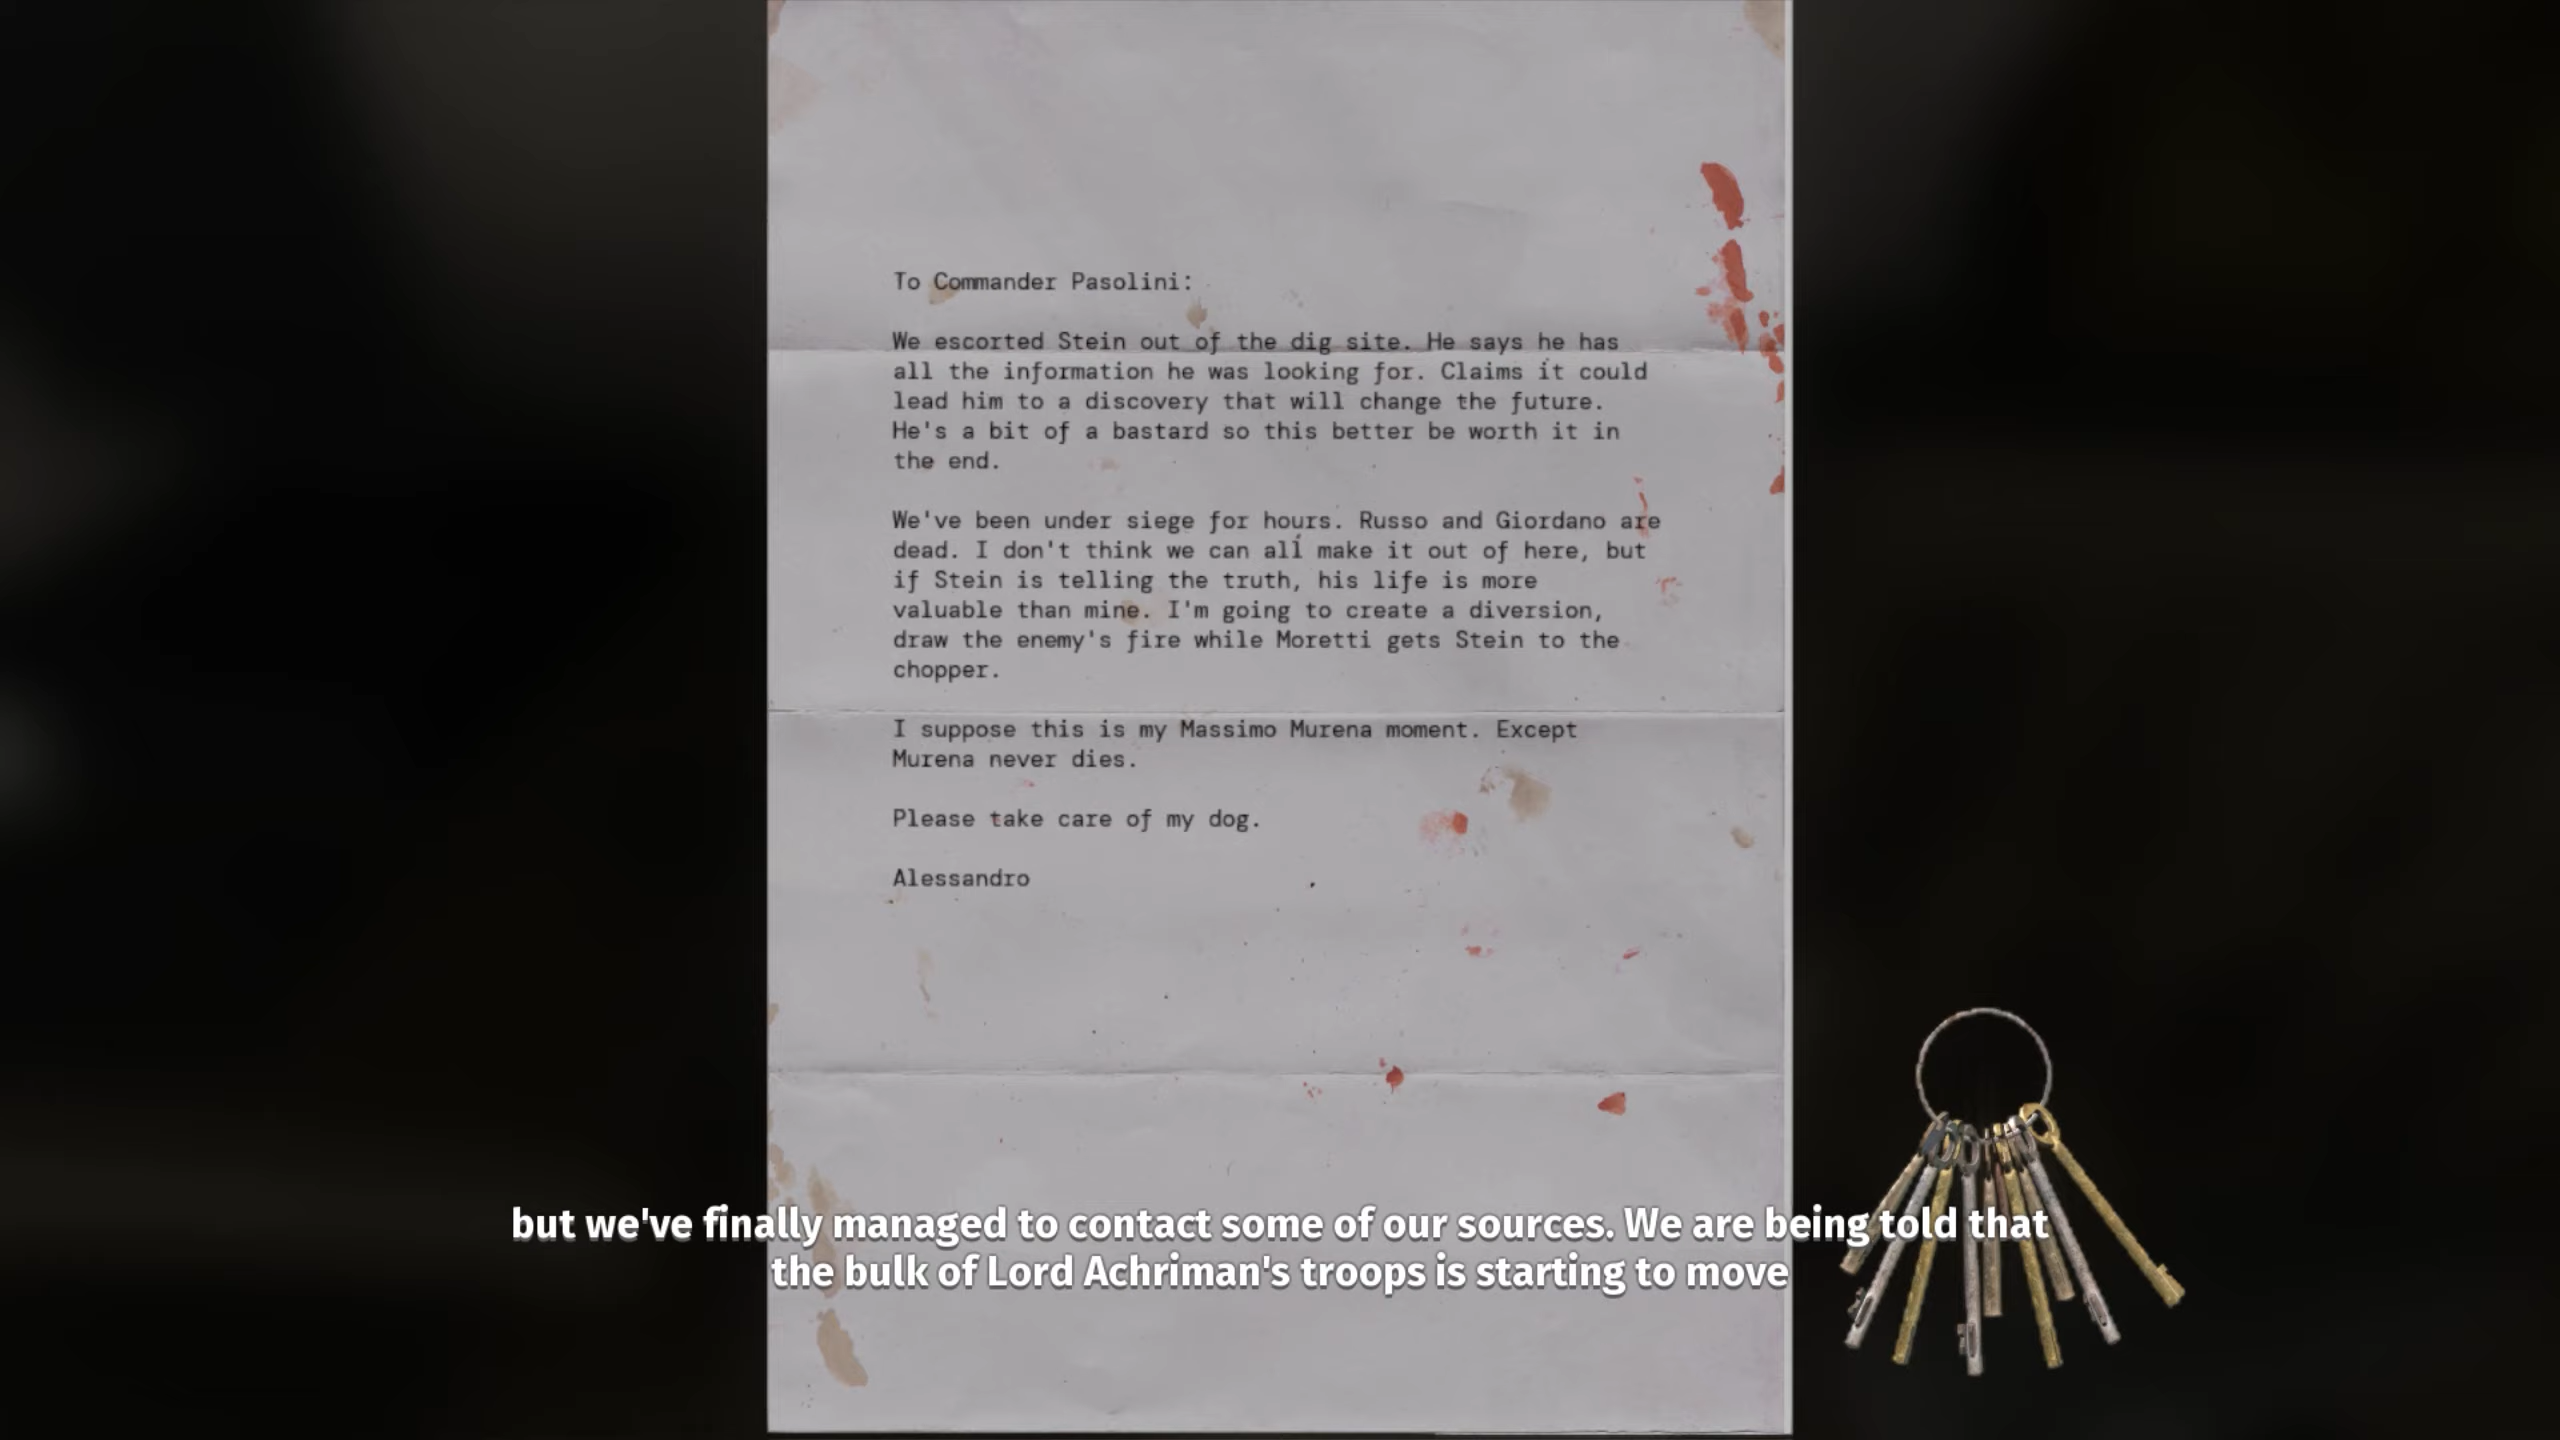 To Commander Pasolini:
We escorted Stein out of the dig site. He says he has
all the information he was looking for. Claims it could
lead him to a discovery that will change the future.
He's a bit of a bastard so this better be worth it in
the end.
We've been under siege for hours. Russo and Giordano are
dead. I don't think we can all make it out of here, but
if Stein is telling the truth, his life is more
valuable than mine. I'm going to create a diversion,
draw the enemy's fire while Moretti gets Stein to the
chopper.
I suppose this is my Massimo Murena moment. Except
Murena never dies.
Please take care of my dog.
Alessandro
but we've finally managed to contact some of our sources. We are being told that
the bulk of Lord Achriman's troops is starting to move